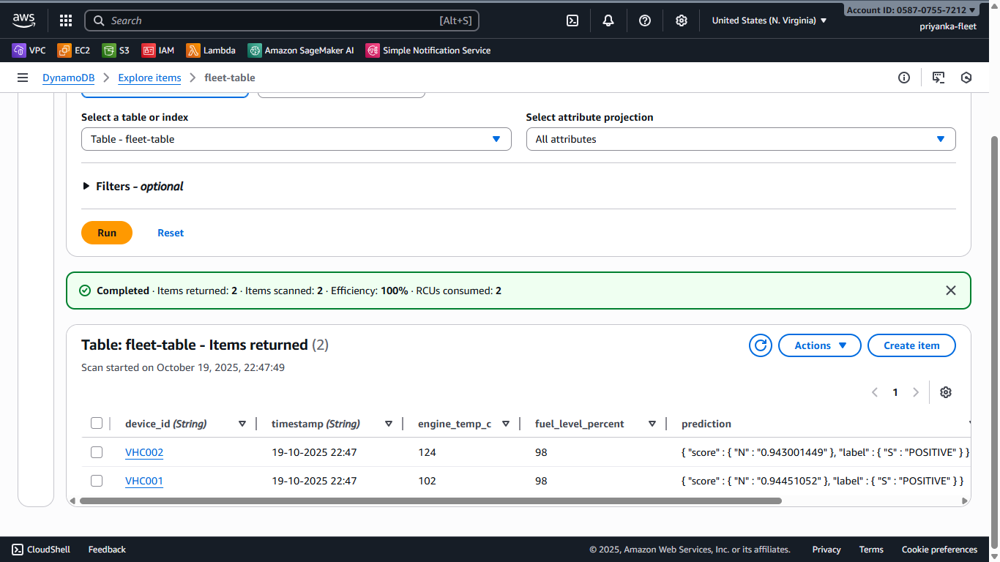 aws
Search [Alt+S]
United States (N. Virginia)
Account ID: 0587-0755-7212
priyanka-fleet
VPC EC2 S3 IAM Lambda Amazon SageMaker AI Simple Notification Service
DynamoDB Explore items fleet-table
Select a table or index Select attribute projection
Table - fleet-table All attributes
Filters - optional
Run Reset
Completed · Items returned: 2 · Items scanned: 2 · Efficiency: 100% · RCUs consumed: 2
Table: fleet-table - Items returned (2) Actions Create item
Scan started on October 19, 2025, 22:47:49
1
device_id (String) timestamp (String) engine_temp_c fuel_level_percent prediction
VHC002 19-10-2025 22:47 124 98 { "score" : { "N" : "0.943001449" }, "label" : { "S" : "POSITIVE" } }
VHC001 19-10-2025 22:47 102 98 { "score" : { "N" : "0.94451052" }, "label" : { "S" : "POSITIVE" } }
CloudShell Feedback © 2025, Amazon Web Services, Inc. or its affiliates. Privacy Terms Cookie preferences